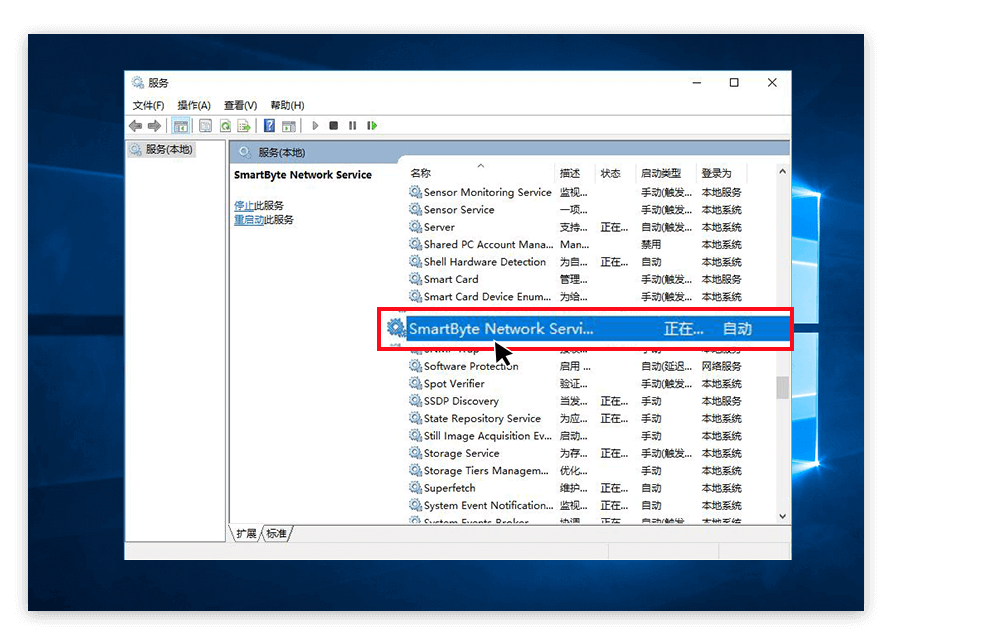 服务
文件(F) 操作(A) 查看(V) 帮助(H)
服务(本地)
服务(本地)
SmartByte Network Service
停止此服务
重启动此服务
名称 描述 状态 启动类型 登录为
Sensor Monitoring Service 监视... 手动(触发... 本地服务
Sensor Service 一项... 手动(触发... 本地系统
Server 支持... 正在... 自动(触发... 本地系统
Shared PC Account Mana... Man... 禁用 本地系统
Shell Hardware Detection 为自... 正在... 自动 本地系统
Smart Card 管理... 手动(触发... 本地服务
Smart Card Device Enum... 为给... 手动(触发... 本地系统
SmartByte Network Servi... 正在... 自动
手动 本地服务
Software Protection 启用 ... 自动(延迟... 网络服务
Spot Verifier 验证... 手动(触发... 本地系统
SSDP Discovery 当发... 正在... 手动 本地服务
State Repository Service 为应... 正在... 手动 本地系统
Still Image Acquisition Ev... 启动... 手动 本地系统
Storage Service 为存... 正在... 手动(触发... 本地系统
Storage Tiers Managem... 优化... 手动 本地系统
Superfetch 维护... 正在... 自动 本地系统
System Event Notification... 监视... 正在... 自动 本地系统
System Events Broker 协调... 正在... 自动(触发... 本地系统
扩展 标准